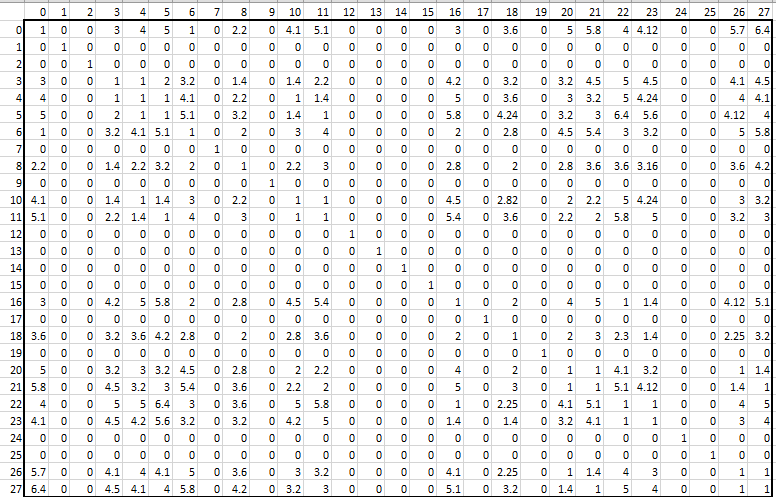 0 1 2 3 4 5 6 7 8 9 10 11 12 13 14 15 16 17 18 19 20 21 22 23 24 25 26 27
0 1 0 0 3 4 5 1 0 2.2 0 4.1 5.1 0 0 0 0 3 0 3.6 0 5 5.8 4 4.12 0 0 5.7 6.4
1 0 1 0 0 0 0 0 0 0 0 0 0 0 0 0 0 0 0 0 0 0 0 0 0 0 0 0 0
2 0 0 1 0 0 0 0 0 0 0 0 0 0 0 0 0 0 0 0 0 0 0 0 0 0 0 0 0
3 3 0 0 1 1 2 3.2 0 1.4 0 1.4 2.2 0 0 0 0 4.2 0 3.2 0 3.2 4.5 5 4.5 0 0 4.1 4.5
4 4 0 0 1 1 1 4.1 0 2.2 0 1 1.4 0 0 0 0 5 0 3.6 0 3 3.2 5 4.24 0 0 4 4.1
5 5 0 0 2 1 1 5.1 0 3.2 0 1.4 1 0 0 0 0 5.8 0 4.24 0 3.2 3 6.4 5.6 0 0 4.12 4
6 1 0 0 3.2 4.1 5.1 1 0 2 0 3 4 0 0 0 0 2 0 2.8 0 4.5 5.4 3 3.2 0 0 5 5.8
7 0 0 0 0 0 0 0 1 0 0 0 0 0 0 0 0 0 0 0 0 0 0 0 0 0 0 0 0
8 2.2 0 0 1.4 2.2 3.2 2 0 1 0 2.2 3 0 0 0 0 2.8 0 2 0 2.8 3.6 3.6 3.16 0 0 3.6 4.2
9 0 0 0 0 0 0 0 0 0 1 0 0 0 0 0 0 0 0 0 0 0 0 0 0 0 0 0 0
10 4.1 0 0 1.4 1 1.4 3 0 2.2 0 1 1 0 0 0 0 4.5 0 2.82 0 2 2.2 5 4.24 0 0 3 3.2
11 5.1 0 0 2.2 1.4 1 4 0 3 0 1 1 0 0 0 0 5.4 0 3.6 0 2.2 2 5.8 5 0 0 3.2 3
12 0 0 0 0 0 0 0 0 0 0 0 0 1 0 0 0 0 0 0 0 0 0 0 0 0 0 0 0
13 0 0 0 0 0 0 0 0 0 0 0 0 0 1 0 0 0 0 0 0 0 0 0 0 0 0 0 0
14 0 0 0 0 0 0 0 0 0 0 0 0 0 0 1 0 0 0 0 0 0 0 0 0 0 0 0 0
15 0 0 0 0 0 0 0 0 0 0 0 0 0 0 0 1 0 0 0 0 0 0 0 0 0 0 0 0
16 3 0 0 4.2 5 5.8 2 0 2.8 0 4.5 5.4 0 0 0 0 1 0 2 0 4 5 1 1.4 0 0 4.12 5.1
17 0 0 0 0 0 0 0 0 0 0 0 0 0 0 0 0 0 1 0 0 0 0 0 0 0 0 0 0
18 3.6 0 0 3.2 3.6 4.2 2.8 0 2 0 2.8 3.6 0 0 0 0 2 0 1 0 2 3 2.3 1.4 0 0 2.25 3.2
19 0 0 0 0 0 0 0 0 0 0 0 0 0 0 0 0 0 0 0 1 0 0 0 0 0 0 0 0
20 5 0 0 3.2 3 3.2 4.5 0 2.8 0 2 2.2 0 0 0 0 4 0 2 0 1 1 4.1 3.2 0 0 1 1.4
21 5.8 0 0 4.5 3.2 3 5.4 0 3.6 0 2.2 2 0 0 0 0 5 0 3 0 1 1 5.1 4.12 0 0 1.4 1
22 4 0 0 5 5 6.4 3 0 3.6 0 5 5.8 0 0 0 0 1 0 2.25 0 4.1 5.1 1 1 0 0 4 5
23 4.1 0 0 4.5 4.2 5.6 3.2 0 3.2 0 4.2 5 0 0 0 0 1.4 0 1.4 0 3.2 4.1 1 1 0 0 3 4
24 0 0 0 0 0 0 0 0 0 0 0 0 0 0 0 0 0 0 0 0 0 0 0 0 1 0 0 0
25 0 0 0 0 0 0 0 0 0 0 0 0 0 0 0 0 0 0 0 0 0 0 0 0 0 1 0 0
26 5.7 0 0 4.1 4 4.1 5 0 3.6 0 3 3.2 0 0 0 0 4.1 0 2.25 0 1 1.4 4 3 0 0 1 1
27 6.4 0 0 4.5 4.1 4 5.8 0 4.2 0 3.2 3 0 0 0 0 5.1 0 3.2 0 1.4 1 5 4 0 0 1 1